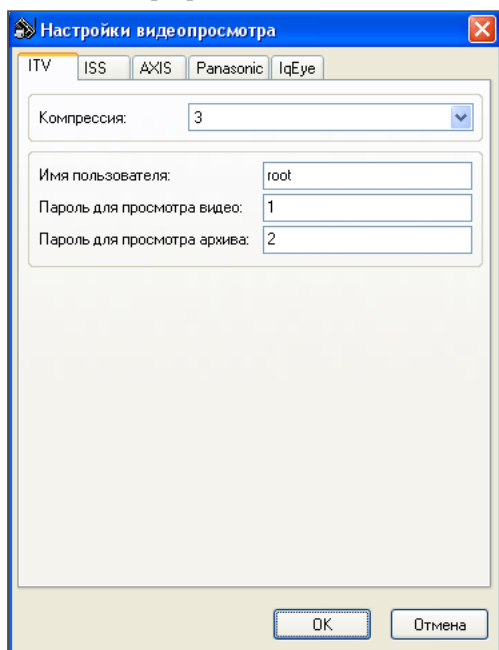 Настройки видеопросмотра
ITV ISS AXIS Panasonic IqEye
Компрессия: 3
Имя пользователя: root
Пароль для просмотра видео: 1
Пароль для просмотра архива: 2
OK Отмена